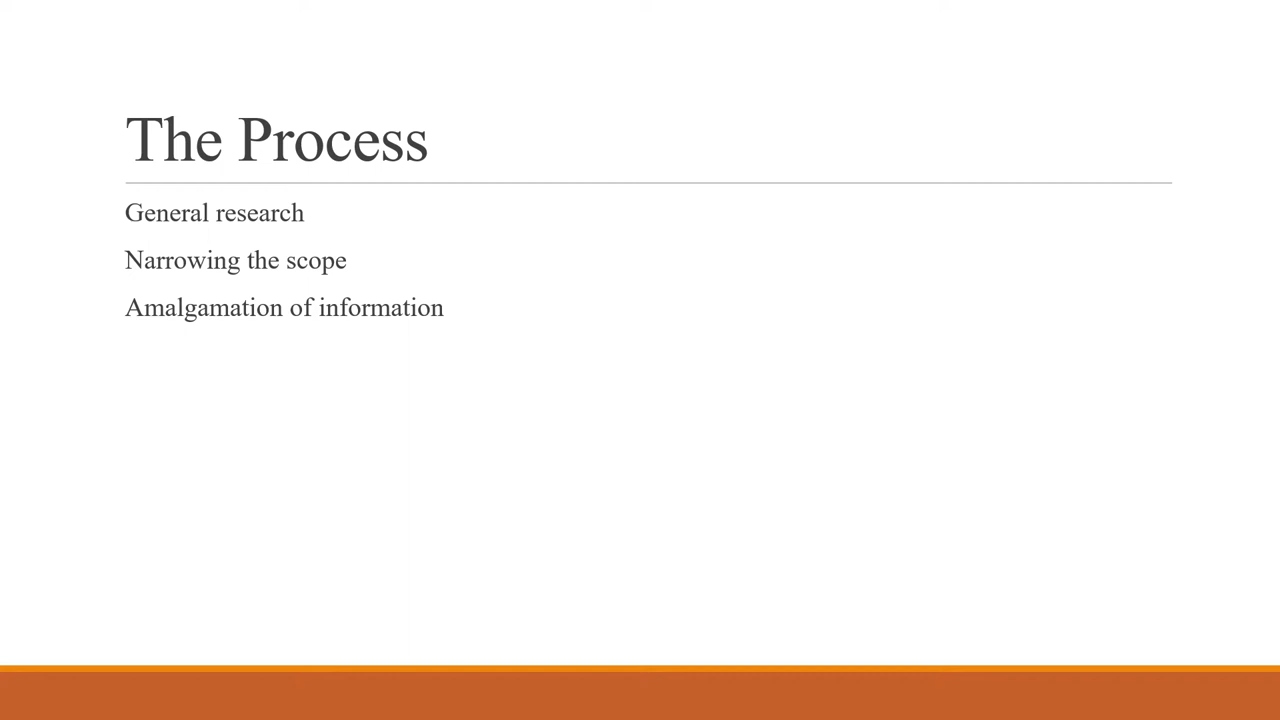 The Process
General research
Narrowing the scope
Amalgamation of information